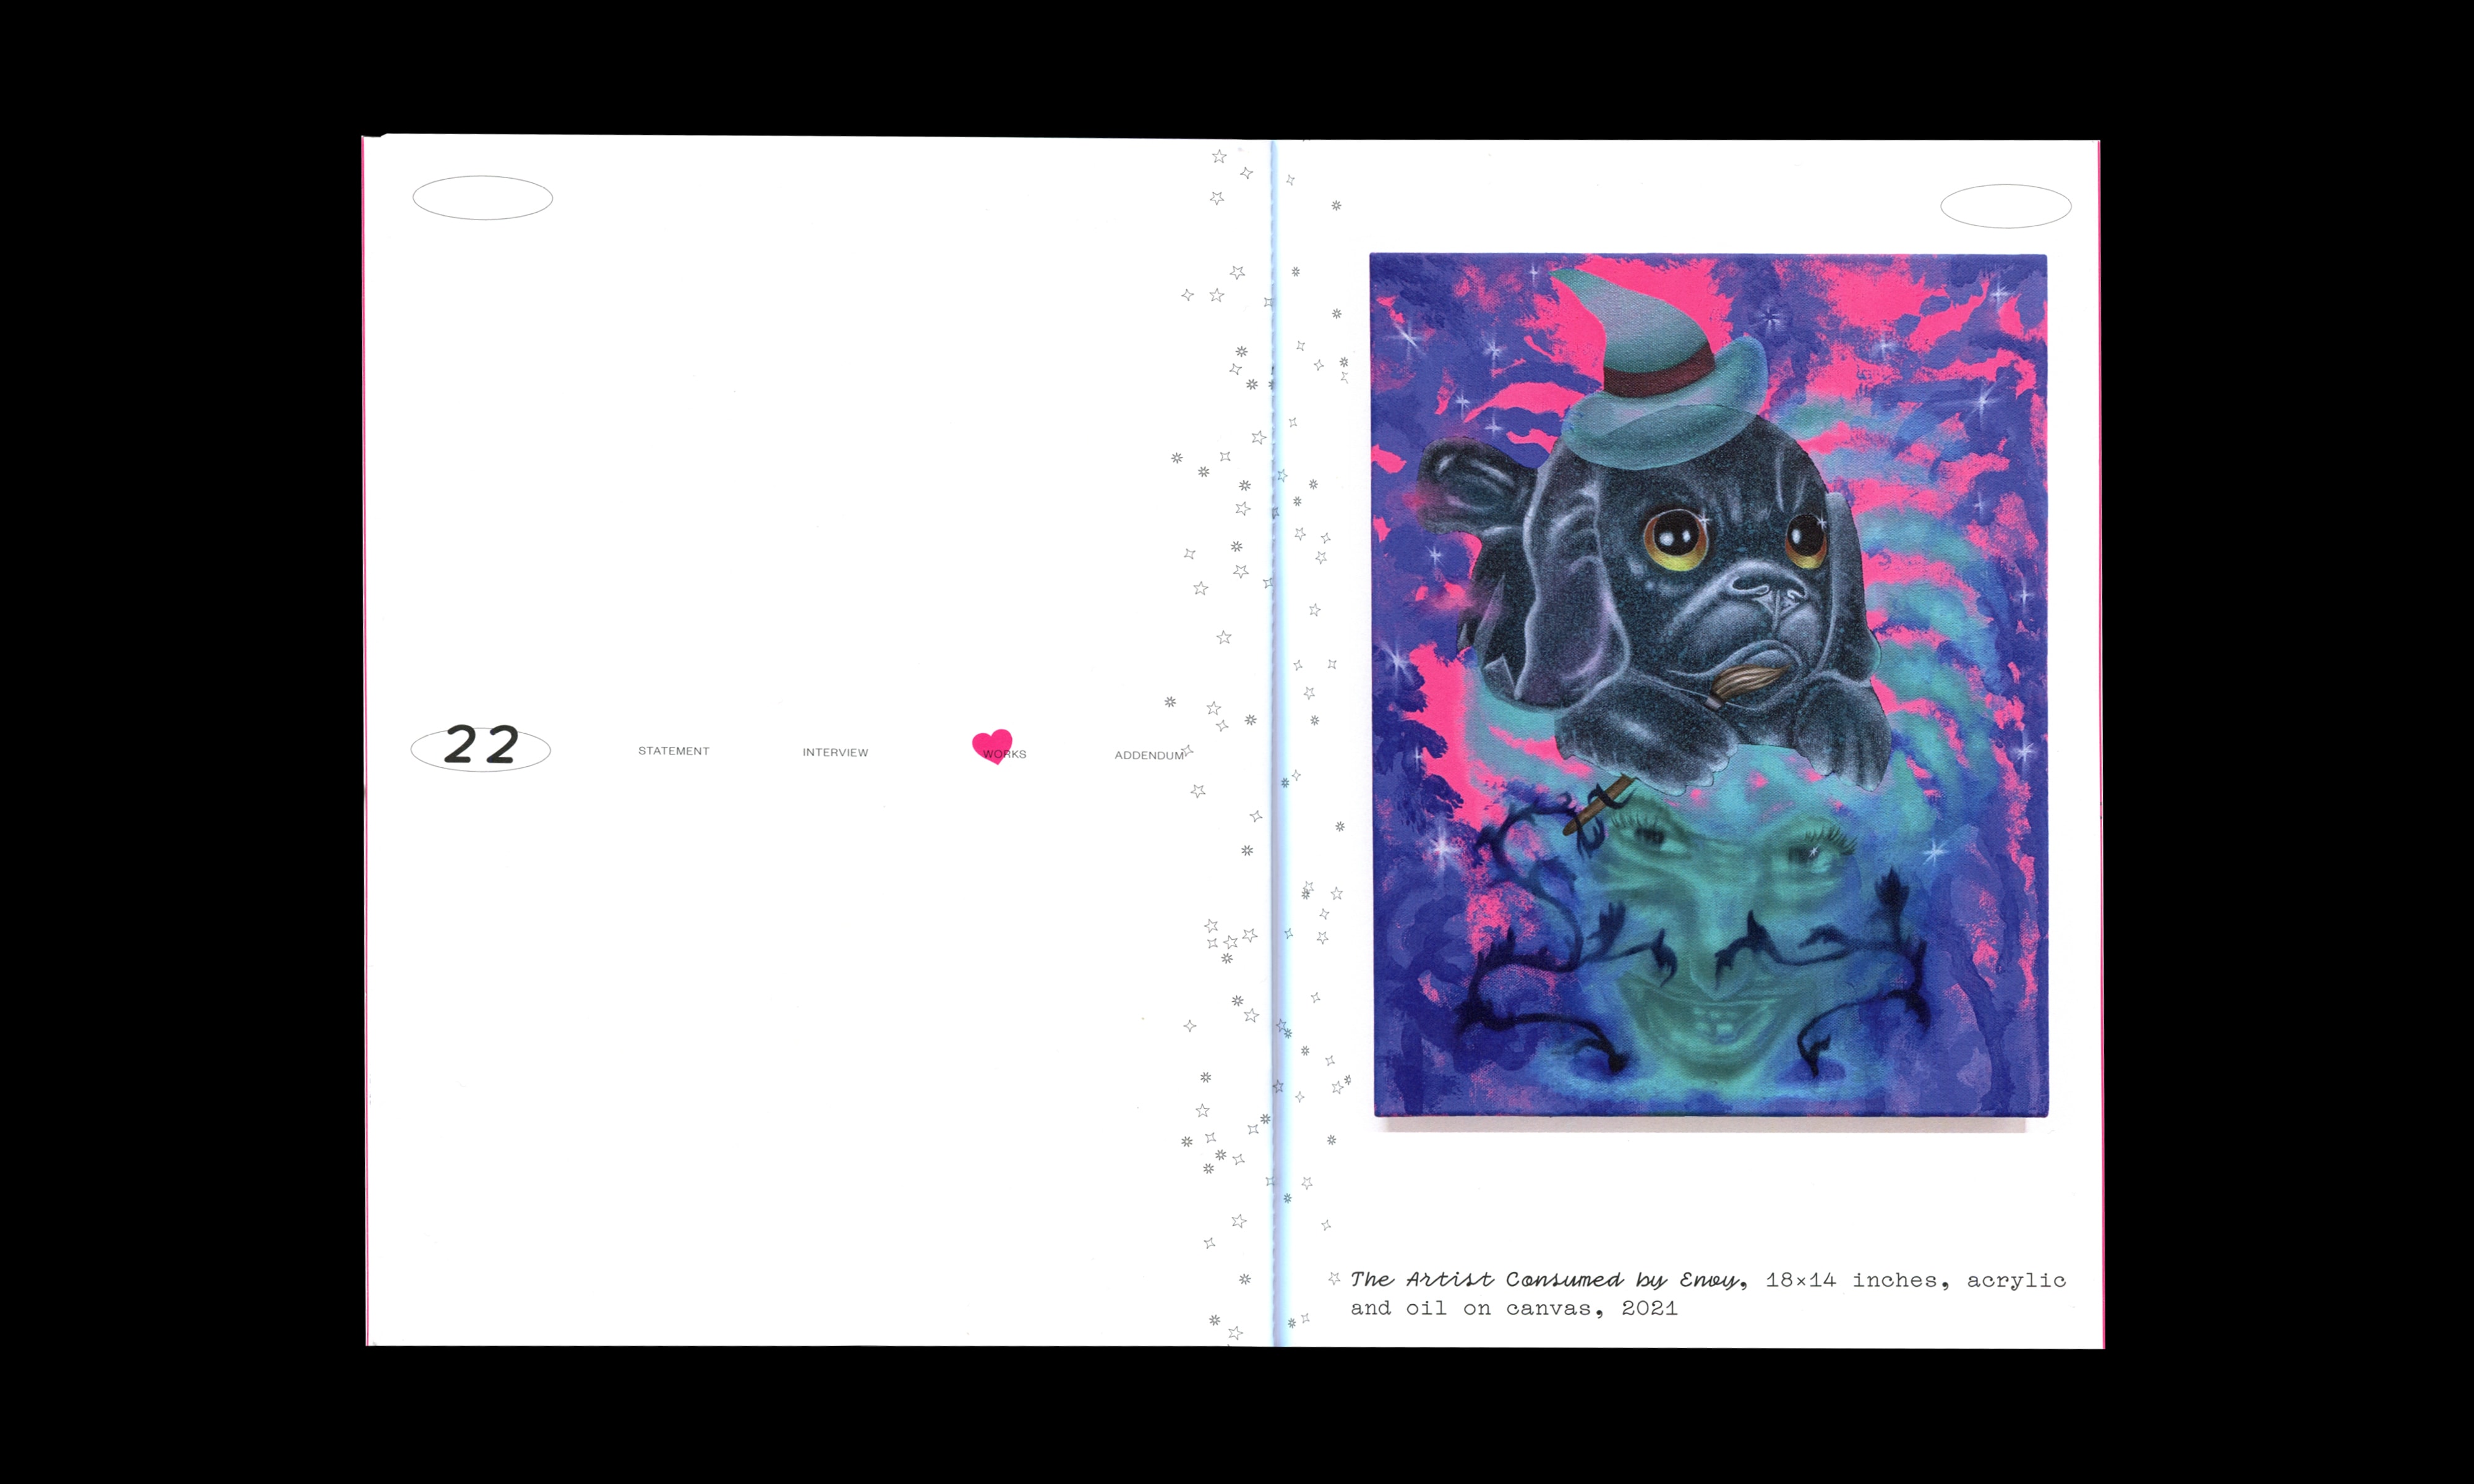 22 STATEMENT INTERVIEW WORKS ADDENDUM
The Artist Consumed by Envy, 18×14 inches, acrylic
and oil on canvas, 2021